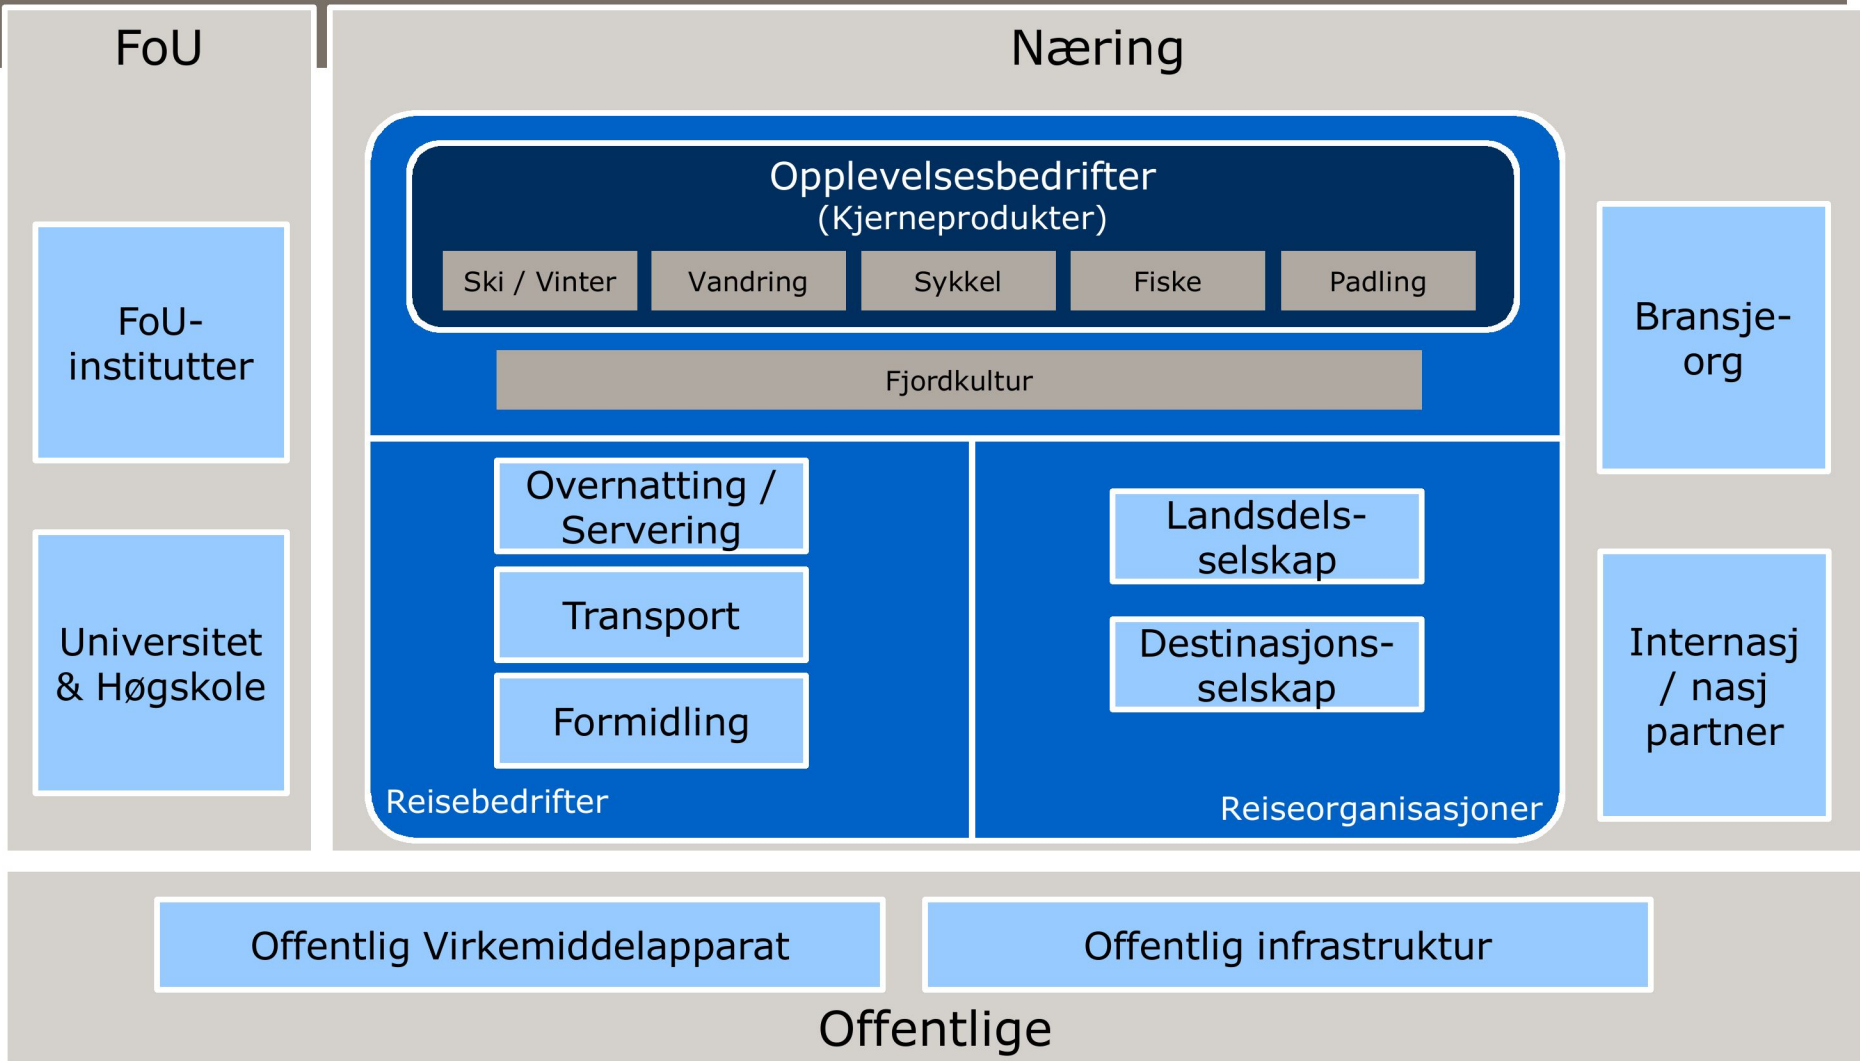 FoU
Næring
Opplevelsesbedrifter
(Kjerneprodukter)
Ski / Vinter
Vandring
Sykkel
Fiske
Padling
Fjordkultur
FoU-
institutter
Universitet
& Høgskole
Overnatting /
Servering
Transport
Formidling
Reisebedrifter
Landsdels-
selskap
Destinasjons-
selskap
Reiseorganisasjoner
Bransje-
org
Internasj
/ nasj
partner
Offentlig Virkemiddelapparat
Offentlig infrastruktur
Offentlige